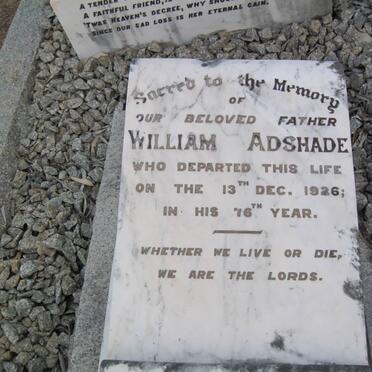 A TENDER
A FAITHFUL FRIEND,
'TWAS HEAVEN'S DECREE, WHY
SINCE OUR SAD LOSS IS HER ETERNAL GAIN.
Sacred to the Memory
OF
OUR BELOVED FATHER
WILLIAM ADSHADE
WHO DEPARTED THIS LIFE
ON THE 13TH DEC. 1926;
IN HIS 76TH YEAR.
WHETHER WE LIVE OR DIE,
WE ARE THE LORDS.